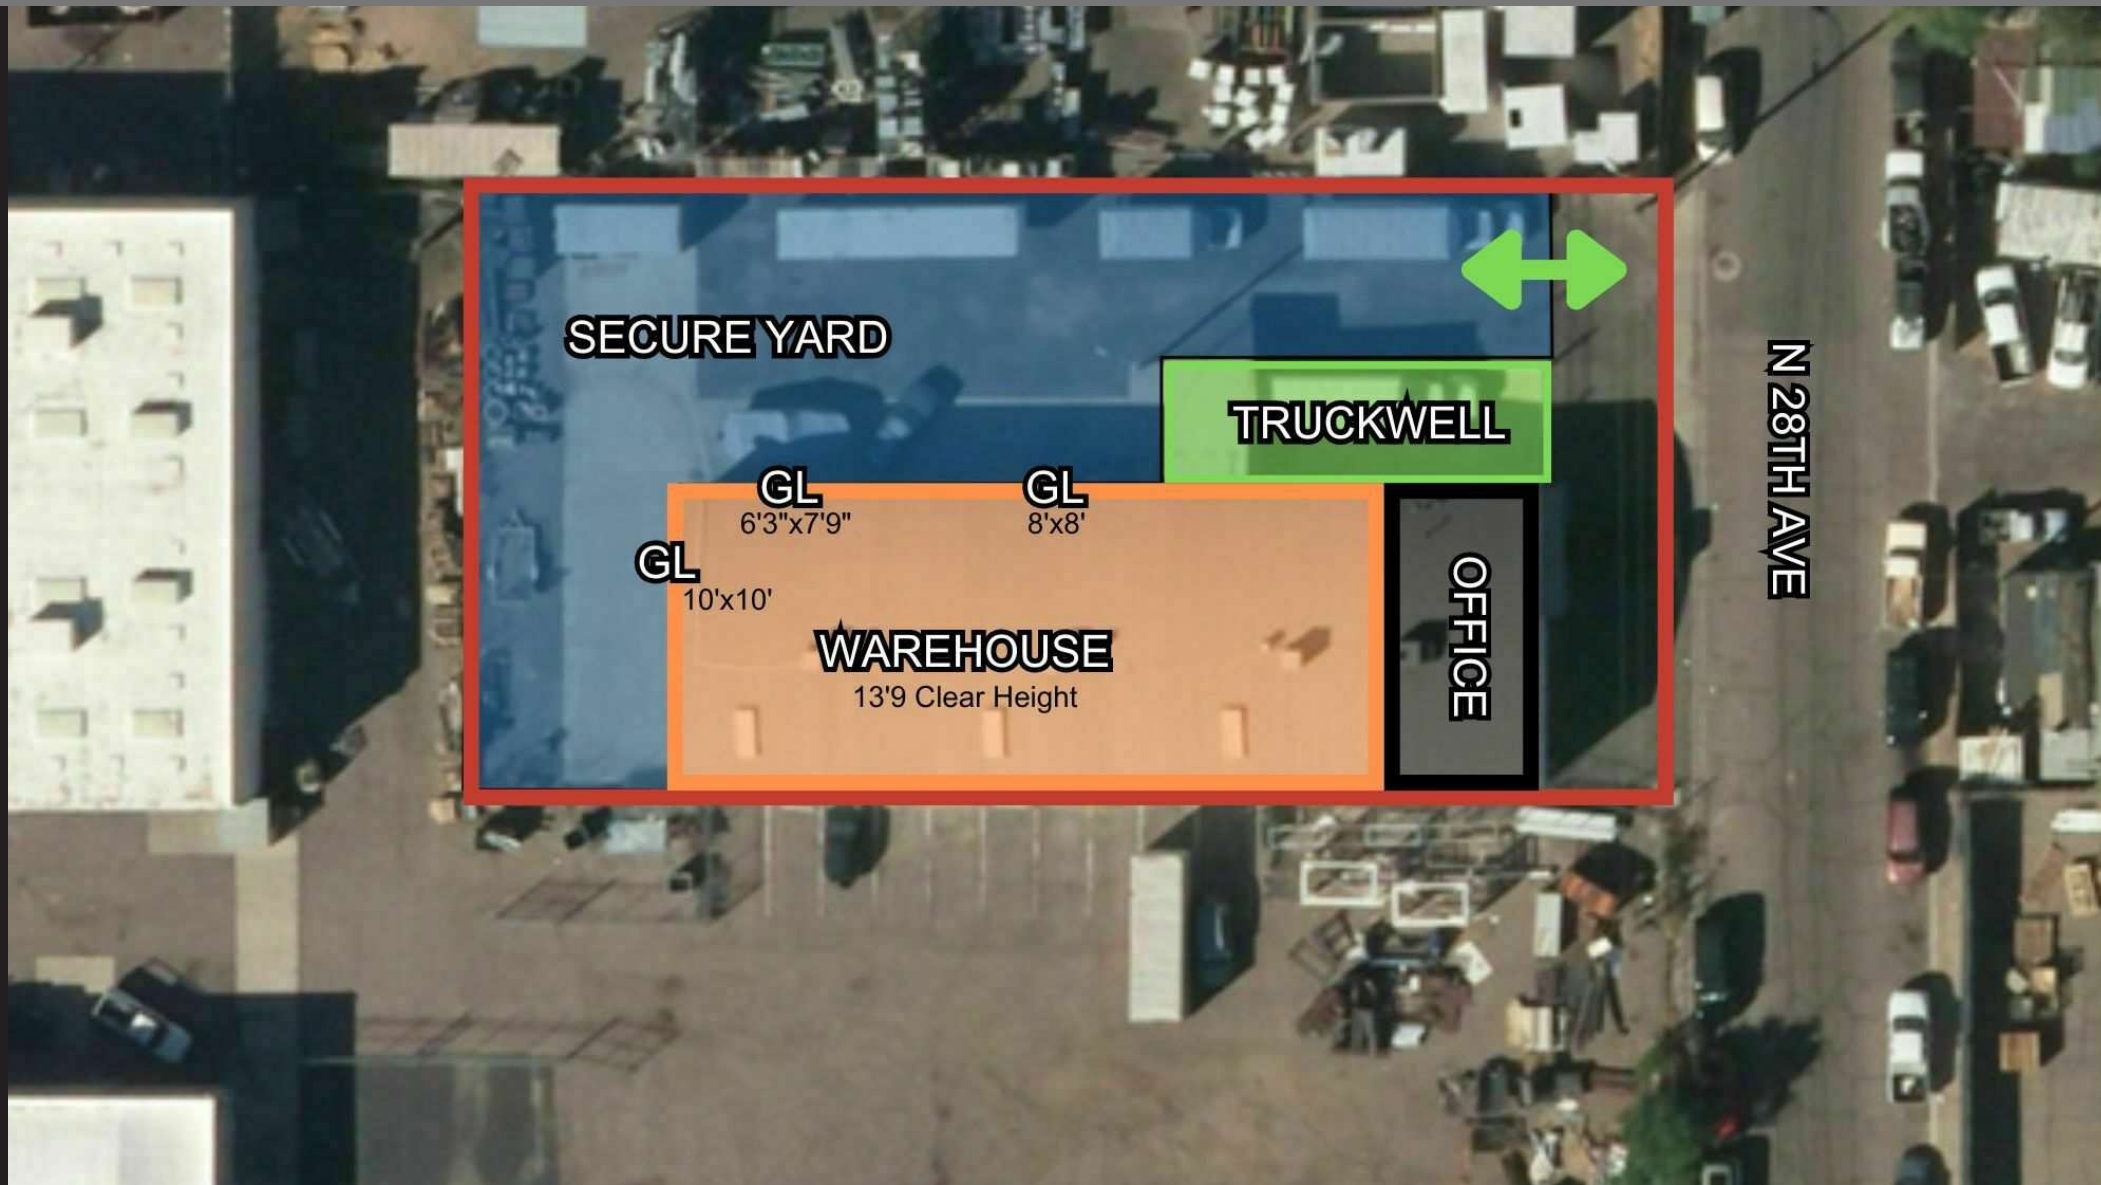 SECURE YARD
TRUCKWELL
N 28TH AVE
GL
6'3"x7'9"
GL
8'x8'
GL
10'x10'
OFFICE
WAREHOUSE
13'9 Clear Height